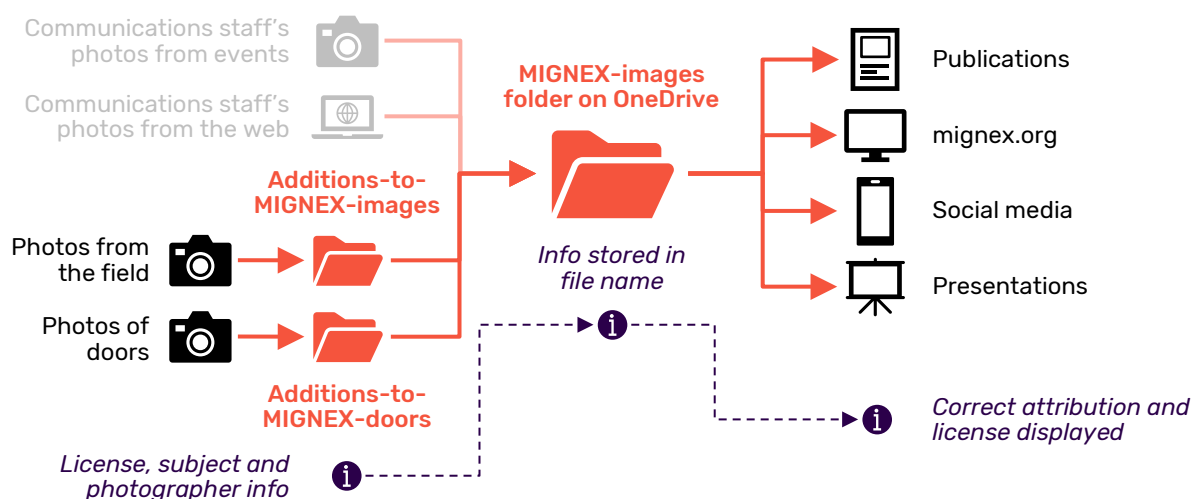 Communications staff’s
photos from events
Communications staff’s
photos from the web
Additions-to-
MIGNEX-images
Photos from
the field
Photos of
doors
Additions-to-
MIGNEX-doors
License, subject and
photographer info
MIGNEX-images
folder on OneDrive
Info stored in
file name
Publications
mignex.org
Social media
Presentations
Correct attribution and
license displayed